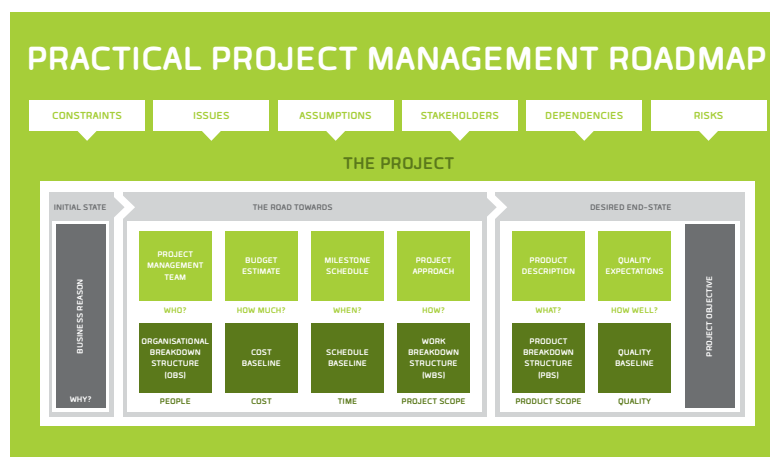 PRACTICAL PROJECT MANAGEMENT ROADMAP
CONSTRAINTS
ISSUES
ASSUMPTIONS
STAKEHOLDERS
DEPENDENCIES
RISKS
THE PROJECT
INITIAL STATE
THE ROAD TOWARDS
DESIRED END-STATE
BUSINESS REASON
WHY?
PROJECT
MANAGEMENT
TEAM
BUDGET
ESTIMATE
MILESTONE
SCHEDULE
PROJECT
APPROACH
PRODUCT
DESCRIPTION
QUALITY
EXPECTATIONS
WHO?
HOW MUCH?
WHEN?
HOW?
WHAT?
HOW WELL?
ORGANISATIONAL
BREAKDOWN
STRUCTURE
(OBS)
COST
BASELINE
SCHEDULE
BASELINE
WORK
BREAKDOWN
STRUCTURE
(WBS)
PRODUCT
BREAKDOWN
STRUCTURE
(PBS)
QUALITY
BASELINE
PEOPLE
COST
TIME
PROJECT SCOPE
PRODUCT SCOPE
QUALITY
PROJECT OBJECTIVE